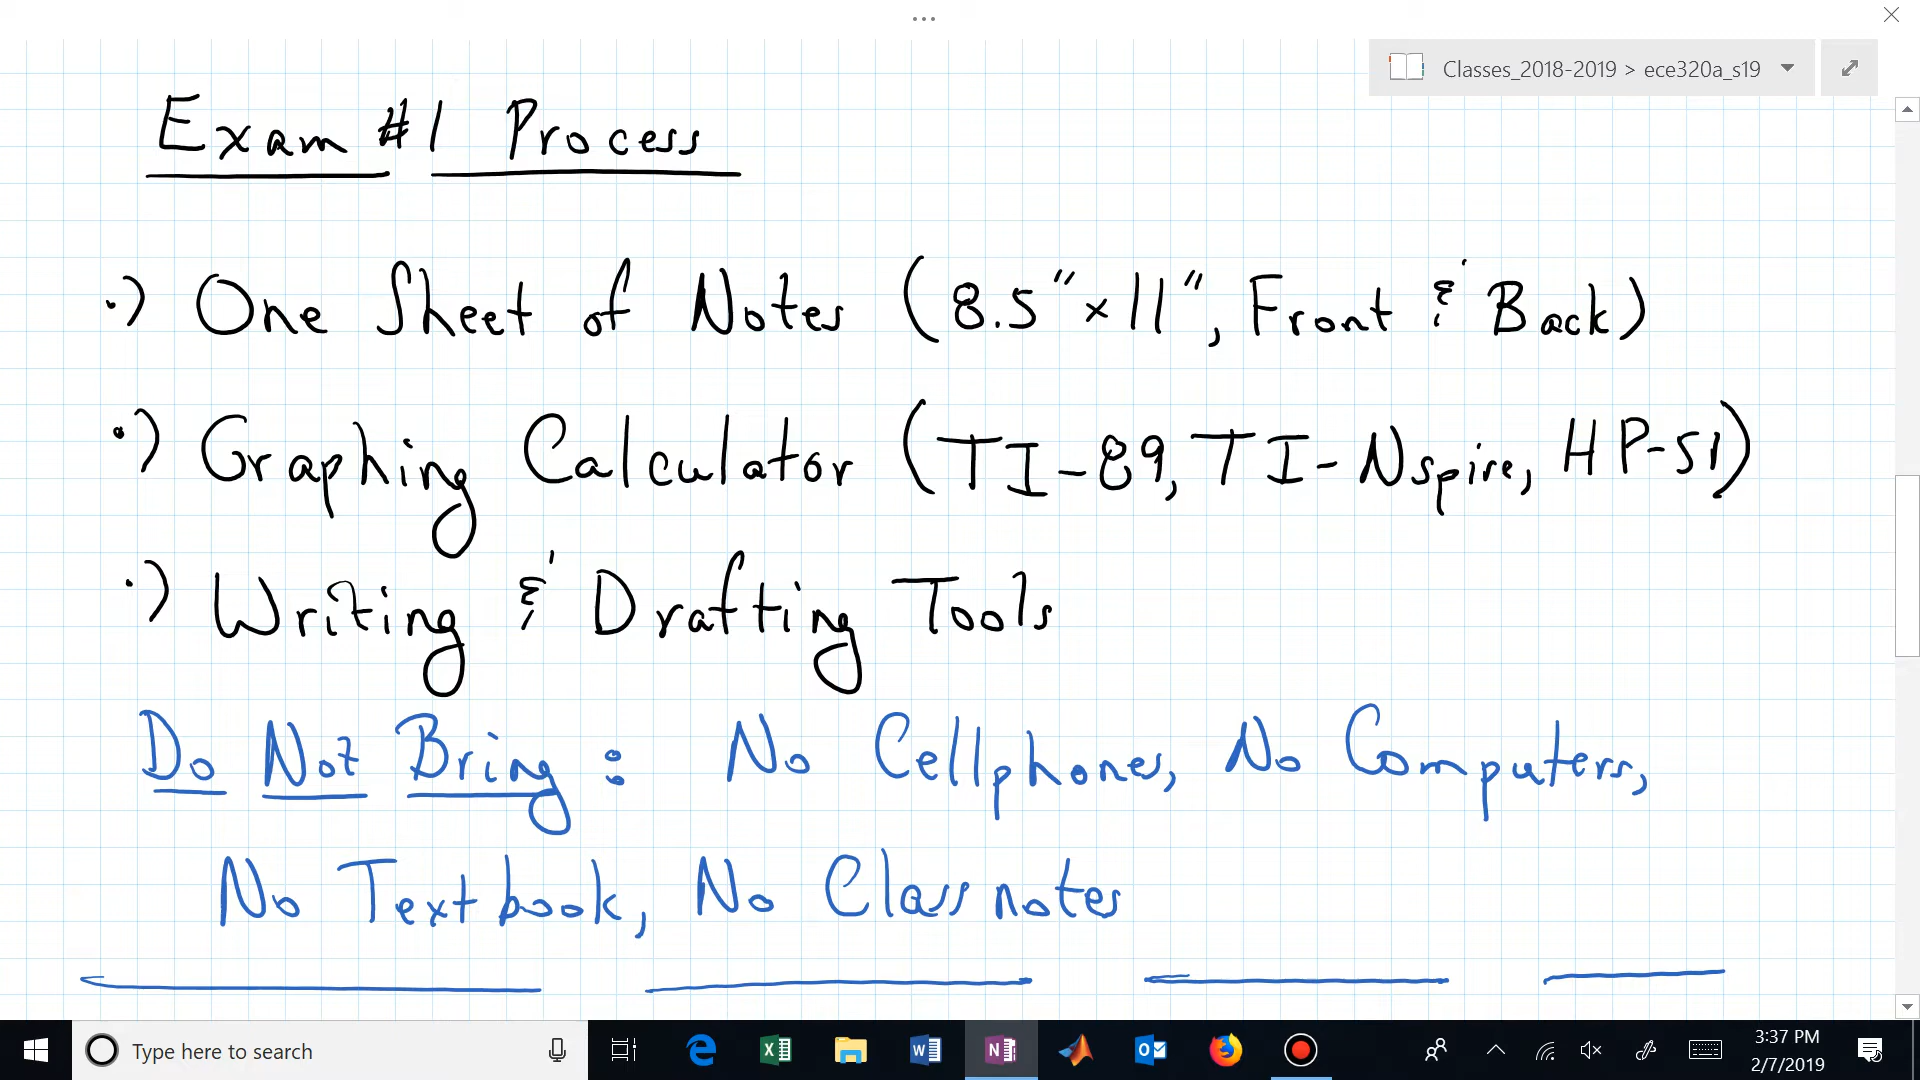 Classes_2018-2019 > ece320a_s19
Exam #1 Process
·) One Sheet of Notes (8.5"x11", Front & Back)
·) Graphing Calculator (TI-89, TI-Nspire, HP-51)
·) Writing & Drafting Tools
Do Not Bring: No Cellphones, No Computers,
No Textbook, No Class notes
Type here to search
3:37 PM
2/7/2019